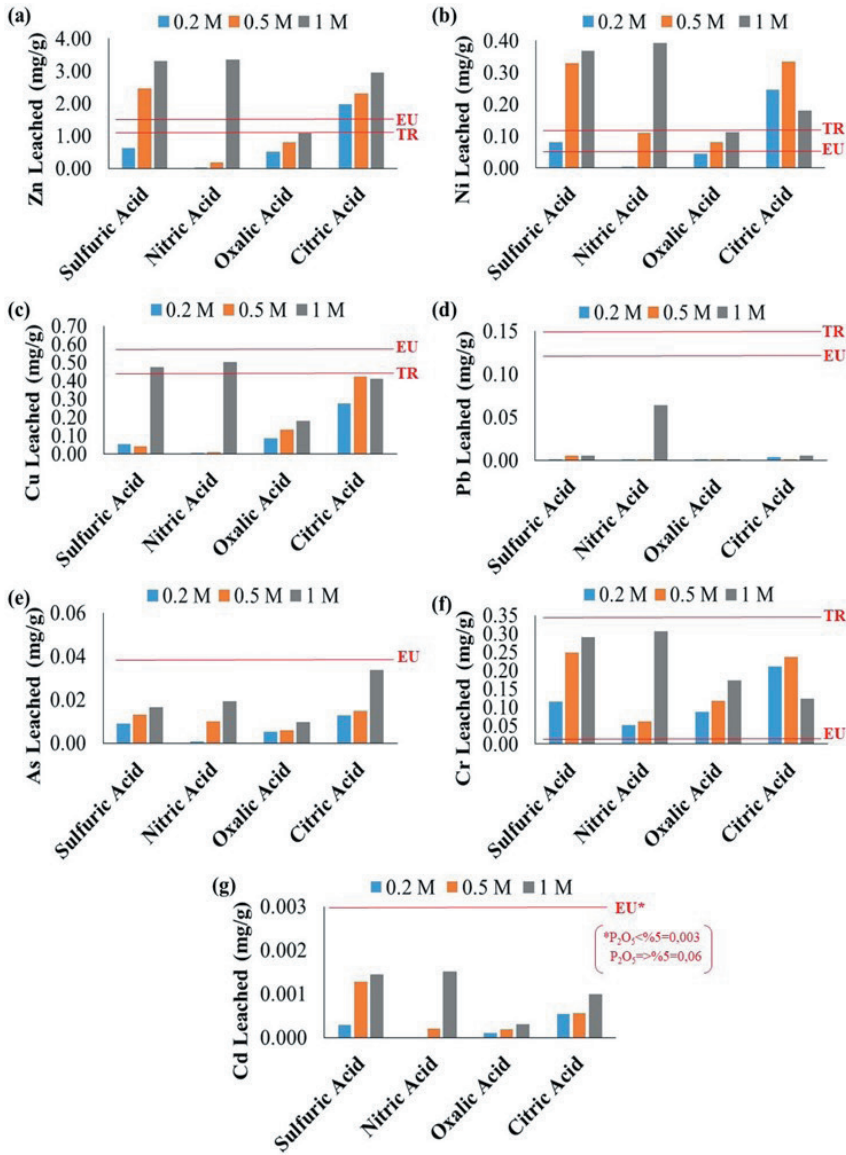 (a)
0.2 M 0.5 M 1 M
Zn Leached (mg/g)
4.00
3.00
2.00
1.00
0.00
EU
TR
Sulfuric Acid
Nitric Acid
Oxalic Acid
Citric Acid
(b)
0.2 M 0.5 M 1 M
Ni Leached (mg/g)
0.40
0.30
0.20
0.10
0.00
TR
EU
Sulfuric Acid
Nitric Acid
Oxalic Acid
Citric Acid
(c)
0.2 M 0.5 M 1 M
Cu Leached (mg/g)
0.70
0.60
0.50
0.40
0.30
0.20
0.10
0.00
EU
TR
Sulfuric Acid
Nitric Acid
Oxalic Acid
Citric Acid
(d)
0.2 M 0.5 M 1 M
Pb Leahed (mg/g)
0.15
0.10
0.05
0.00
TR
EU
Sulfuric Acid
Nitric Acid
Oxalic Acid
Citric Acid
(e)
0.2 M 0.5 M 1 M
As Leached (mg/g)
0.06
0.04
0.02
0.00
EU
Sulfuric Acid
Nitric Acid
Oxalic Acid
Citric Acid
(f)
0.2 M 0.5 M 1 M
Cr Leached (mg/g)
0.35
0.30
0.25
0.20
0.15
0.10
0.05
0.00
TR
EU
Sulfuric Acid
Nitric Acid
Oxalic Acid
Citric Acid
(g)
0.2 M 0.5 M 1 M
Cd Leached (mg/g)
0.003
0.002
0.001
0.000
EU*
*P₂O₅<%5=0,003
P₂O₅=>%5=0,06
Sulfuric Acid
Nitric Acid
Oxalic Acid
Citric Acid